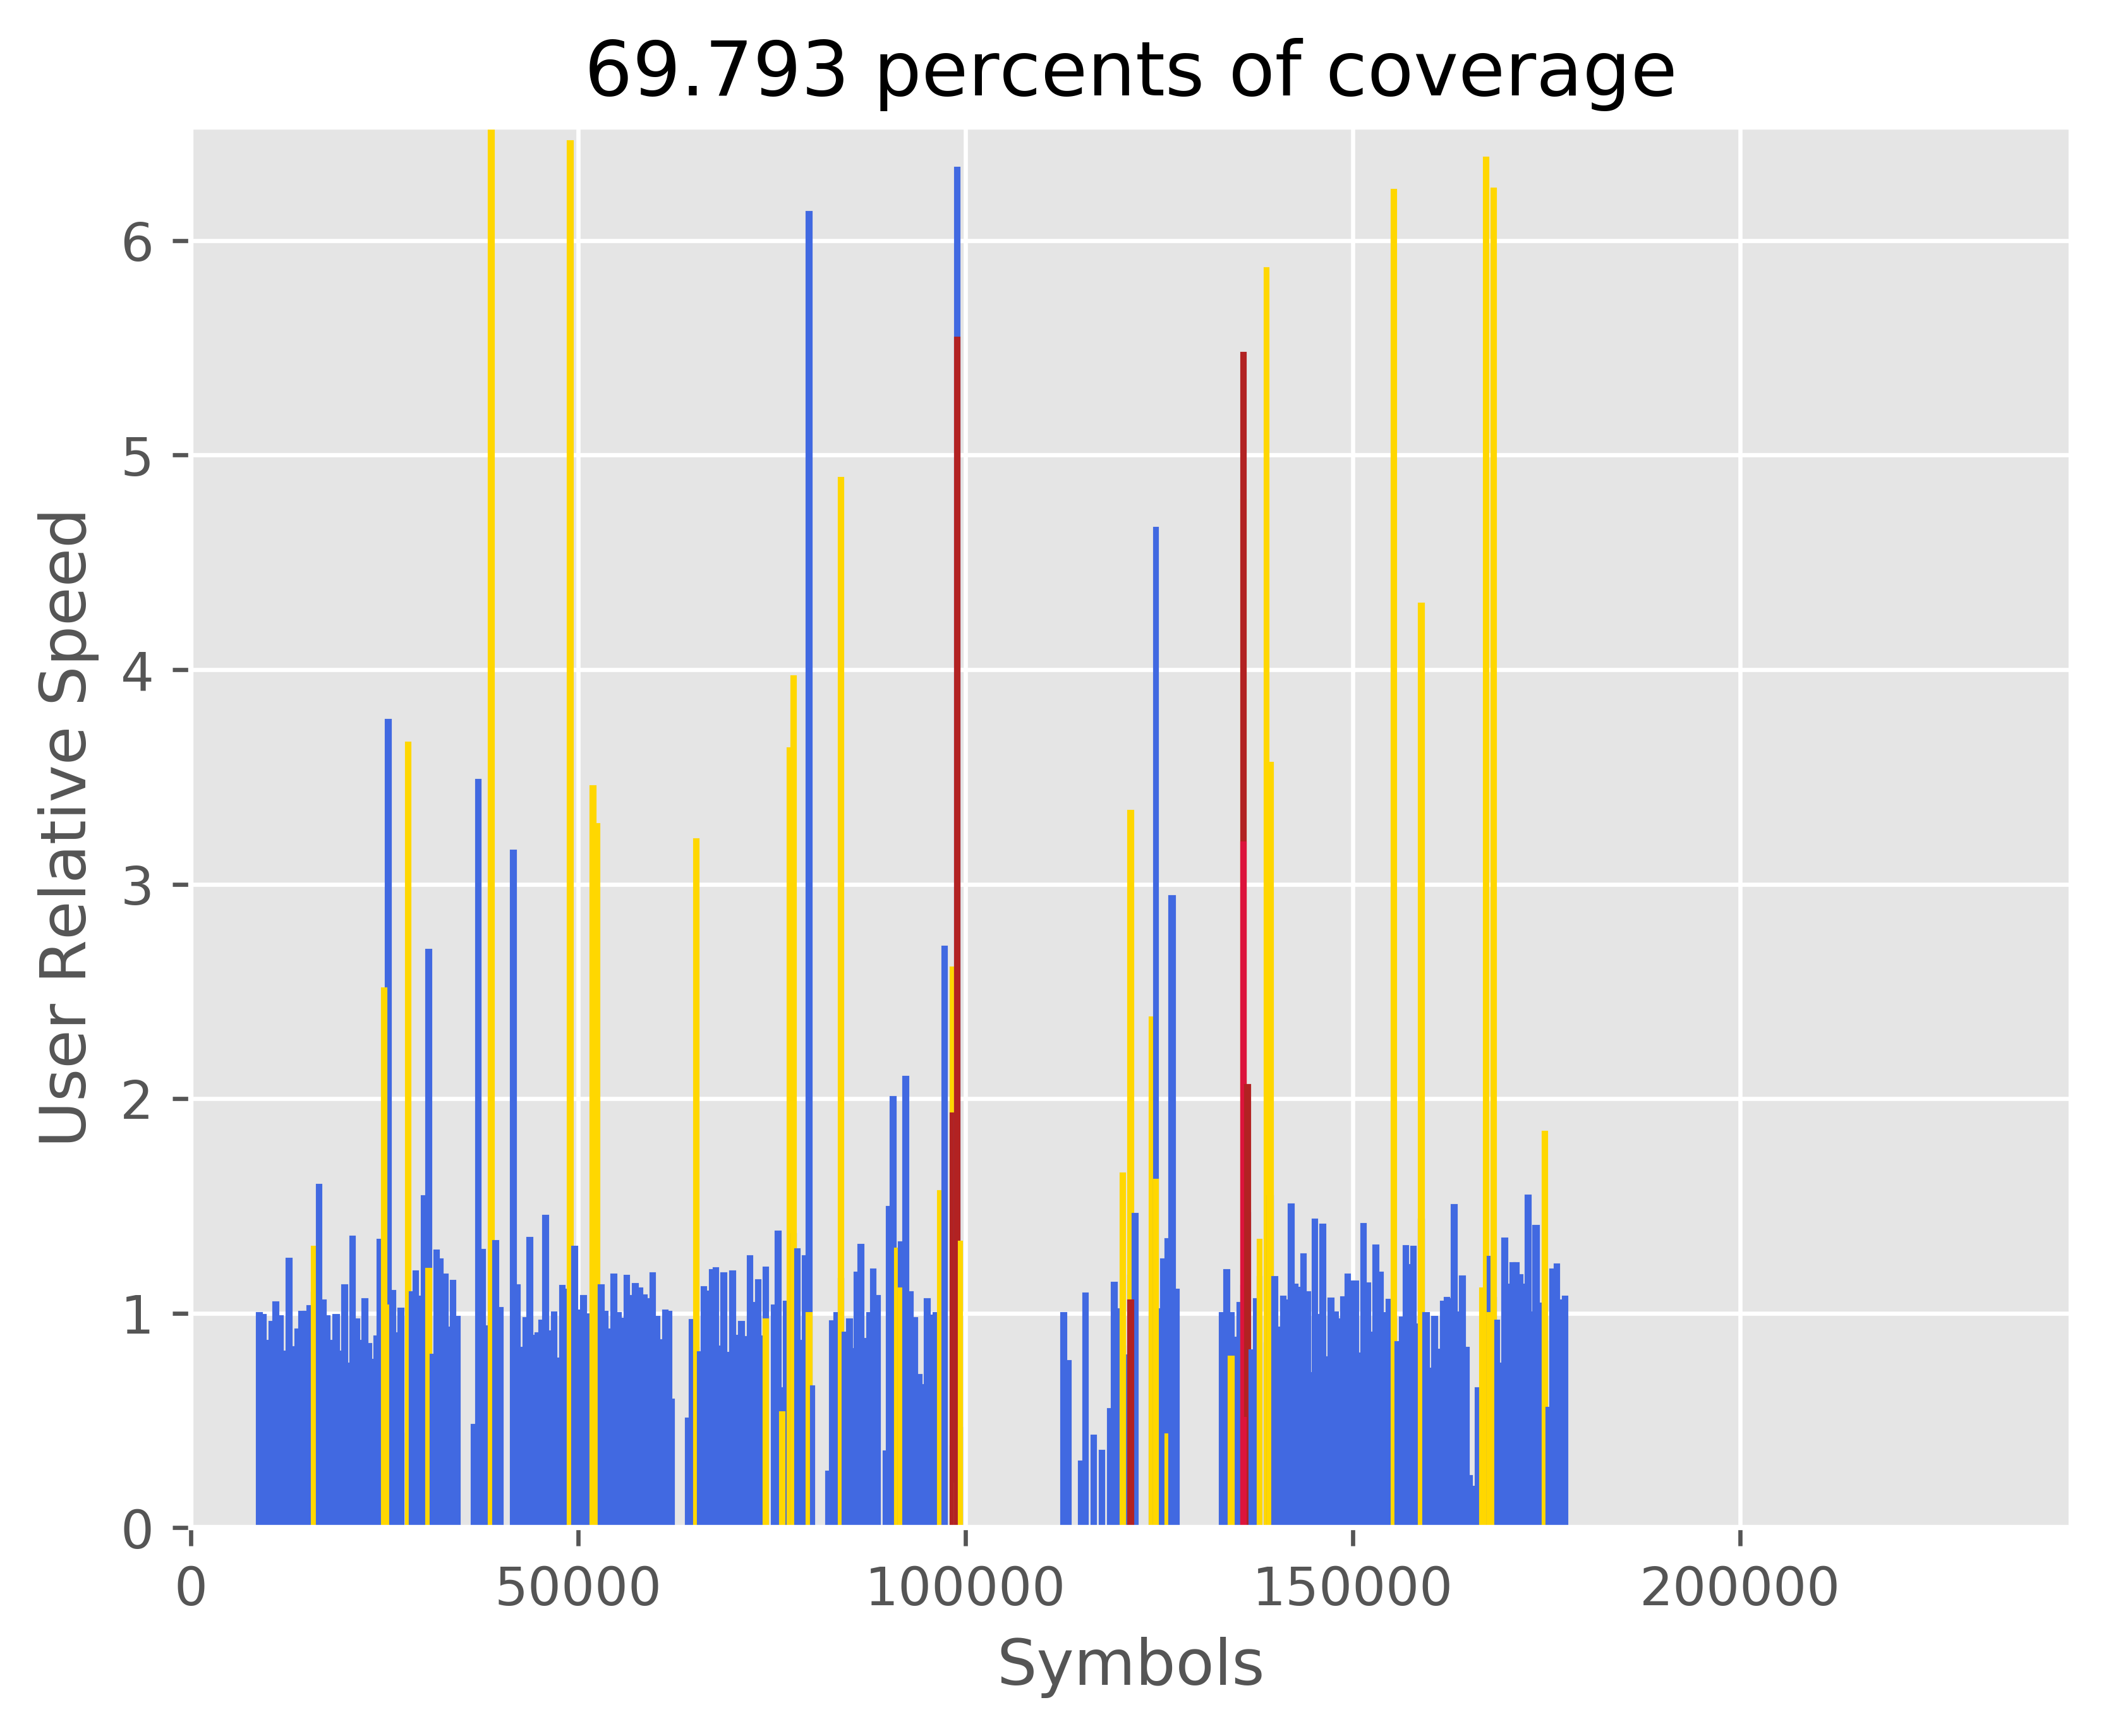 69.793 percents of coverage
6
5
4
3
2
1
0
User Relative Speed
0 50000 100000 150000 200000
Symbols